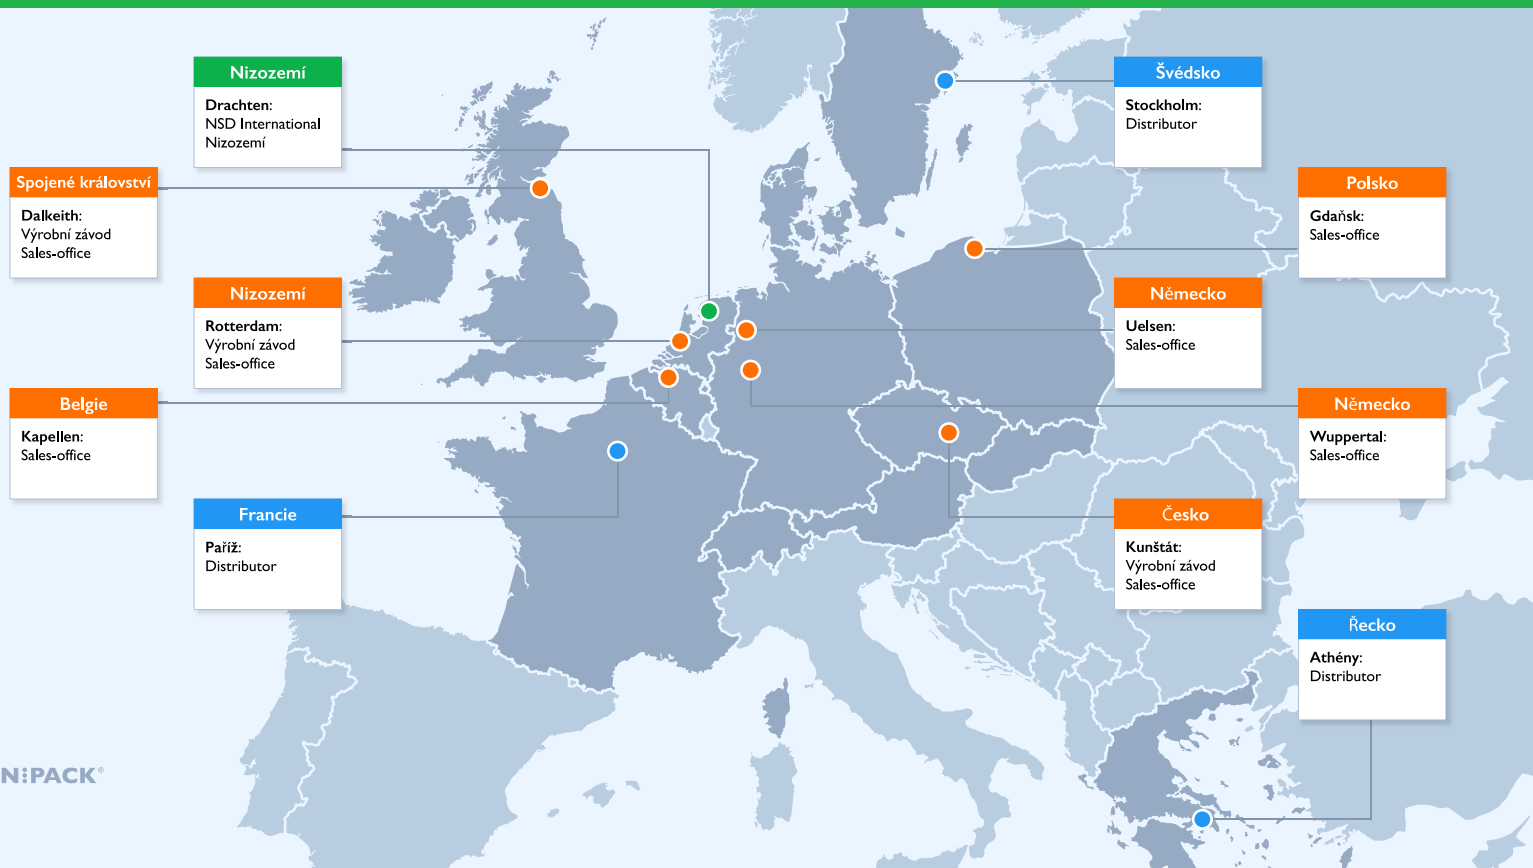 Nizozemí
Drachten:
NSD International
Nizozemí
Spojené království
Dalkeith:
Výrobní závod
Sales-office
Nizozemí
Rotterdam:
Výrobní závod
Sales-office
Belgie
Kapellen:
Sales-office
Francie
Paříž:
Distributor
Švédsko
Stockholm:
Distributor
Polsko
Gdaňsk:
Sales-office
Německo
Uelsen:
Sales-office
Německo
Wuppertal:
Sales-office
Česko
Kunštát:
Výrobní závod
Sales-office
Řecko
Athény:
Distributor
N:PACK®